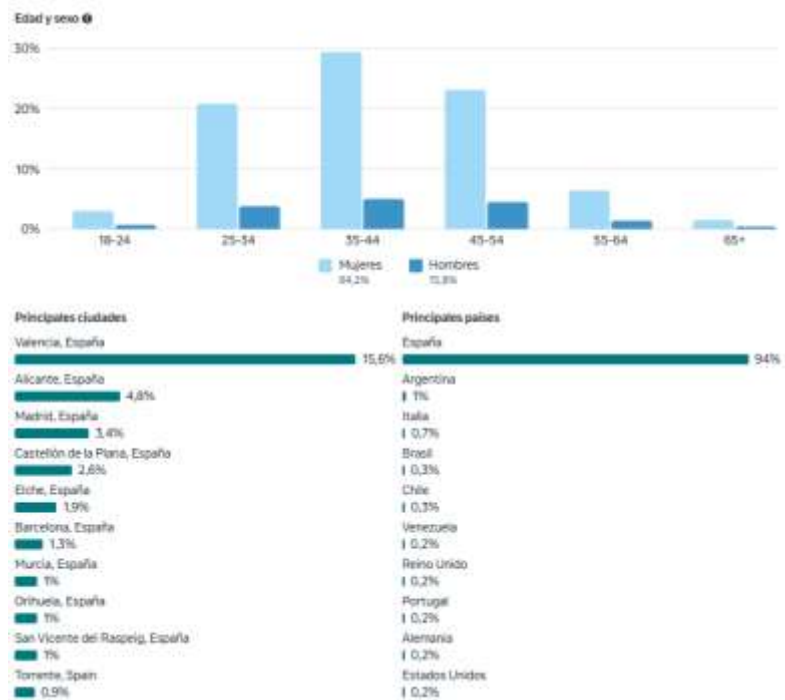 Edad y sexo
30%
20%
10%
0%
18-24 25-34 35-44 45-54 55-64 65+
Mujeres Hombres
84,2% 15,8%
Principales ciudades
Valencia, España
15,6%
Alicante, España
4,8%
Madrid, España
3,4%
Castellón de la Plana, España
2,6%
Elche, España
1,9%
Barcelona, España
1,3%
Murcia, España
1%
Orihuela, España
1%
San Vicente del Raspeig, España
1%
Torrente, Spain
0,9%
Principales países
España
94%
Argentina
1%
Italia
0,7%
Brasil
0,3%
Chile
0,3%
Venezuela
0,2%
Reino Unido
0,2%
Portugal
0,2%
Alemania
0,2%
Estados Unidos
0,2%